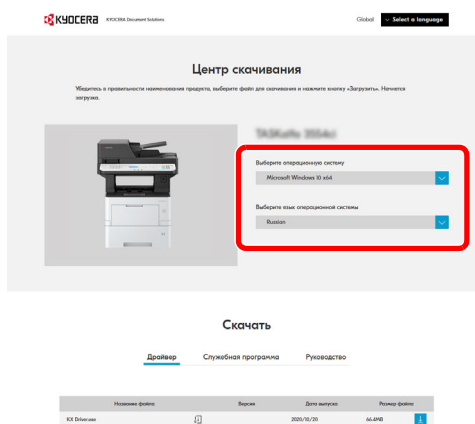 KYOCERA KYOCERA Document Solutions
Global Select a language
Центр скачивания
Убедитесь в правильности наименования продукта, выберите файл для скачивания и нажмите кнопку «Загрузить». Начнется
загрузка.
Выберите операционную систему
Microsoft Windows 10 x64
Выберите язык операционной системы
Russian
Скачать
Драйвер Служебная программа Руководство
Название файла Версия Дата выпуска Размер файла
KX Driver.exe 2020/10/20 66.4MB